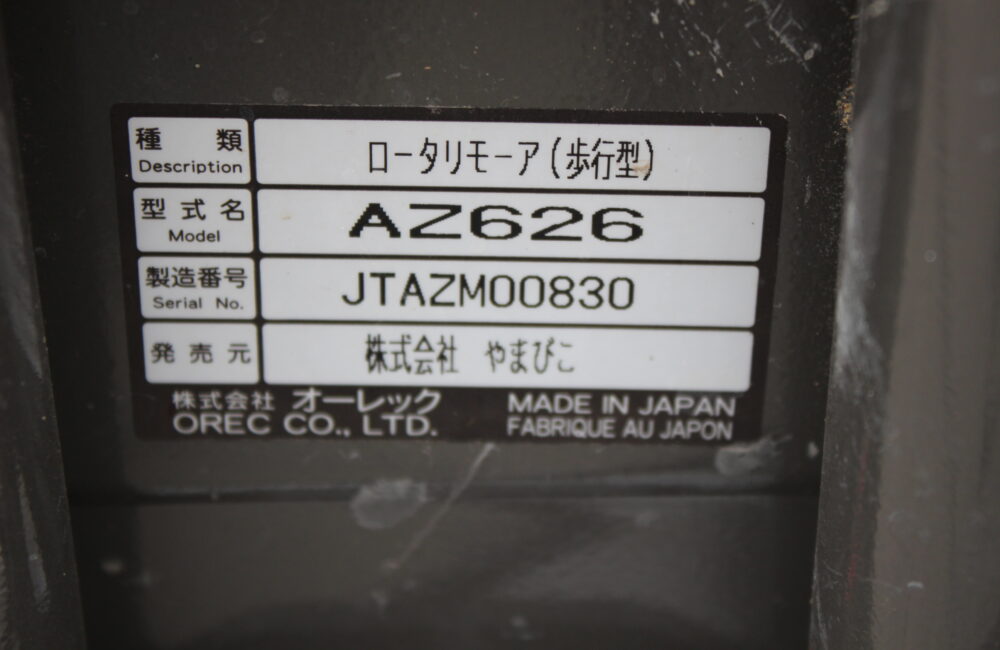 種 類 ロータリモーア(歩行型)
Description
型 式 名 AZ626
Model
製造番号 JTAZM00830
Serial No.
発 売 元 株式会社 やまびこ
株式会社 オーレック MADE IN JAPAN
OREC CO., LTD. FABRIQUE AU JAPON